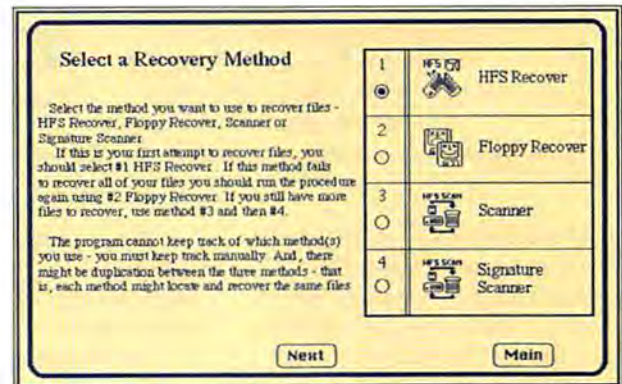 Select a Recovery Method
Select the method you want to use to recover files -
HFS Recover, Floppy Recover, Scanner or
Signature Scanner.
If this is your first attempt to recover files, you
should select #1 HFS Recover. If this method fails
to recover all of your files you should run the procedure
again using #2 Floppy Recover. If you still have more
files to recover, use method #3 and then #4.
The program cannot keep track of which method(s)
you use - you must keep track manually. And, there
might be duplication between the three methods - that
is, each method might locate and recover the same files
1
HFS
HFS Recover
2
Floppy Recover
3
HFS SCAN
Scanner
4
HFS SCAN
Signature
Scanner
Next
Main